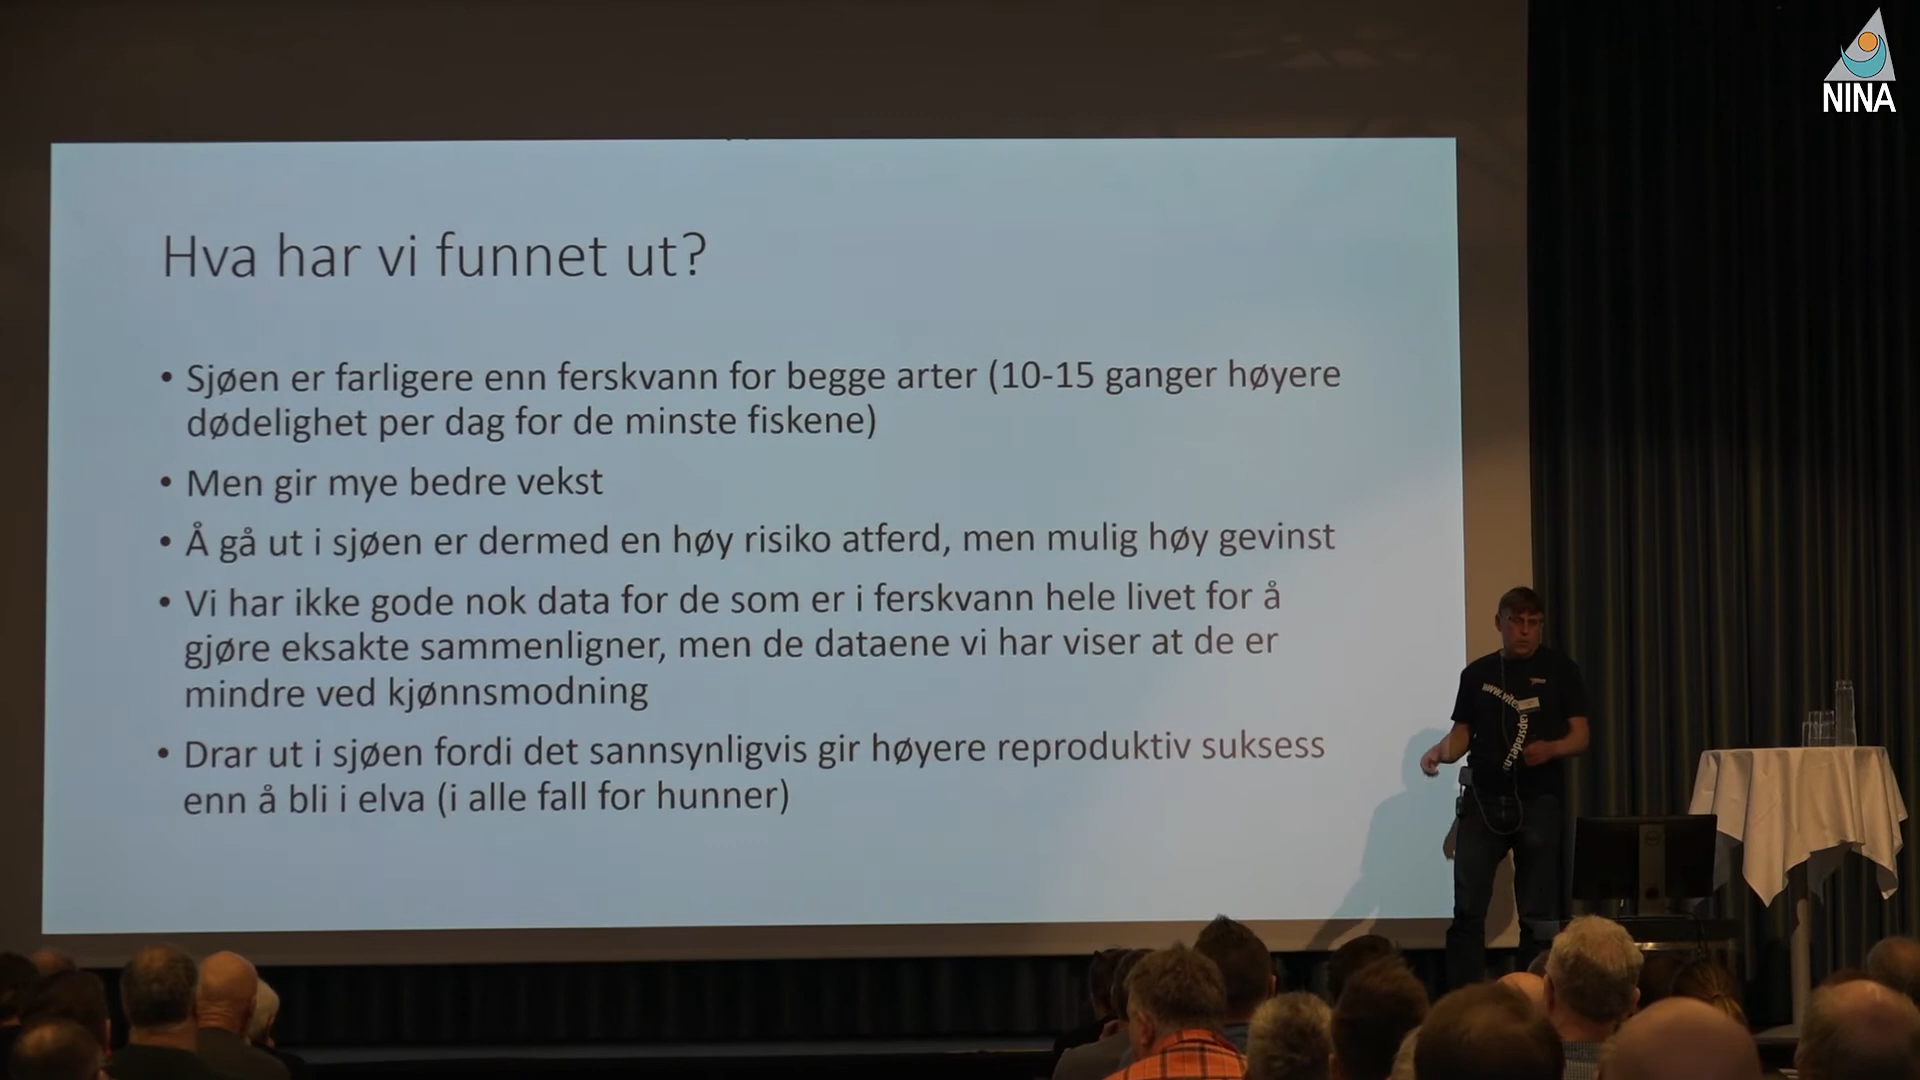 NINA
Hva har vi funnet ut?
• Sjøen er farligere enn ferskvann for begge arter (10-15 ganger høyere
dødelighet per dag for de minste fiskene)
• Men gir mye bedre vekst
• Å gå ut i sjøen er dermed en høy risiko atferd, men mulig høy gevinst
• Vi har ikke gode nok data for de som er i ferskvann hele livet for å
gjøre eksakte sammenligner, men de dataene vi har viser at de er
mindre ved kjønnsmodning
• Drar ut i sjøen fordi det sannsynligvis gir høyere reproduktiv suksess
enn å bli i elva (i alle fall for hunner)